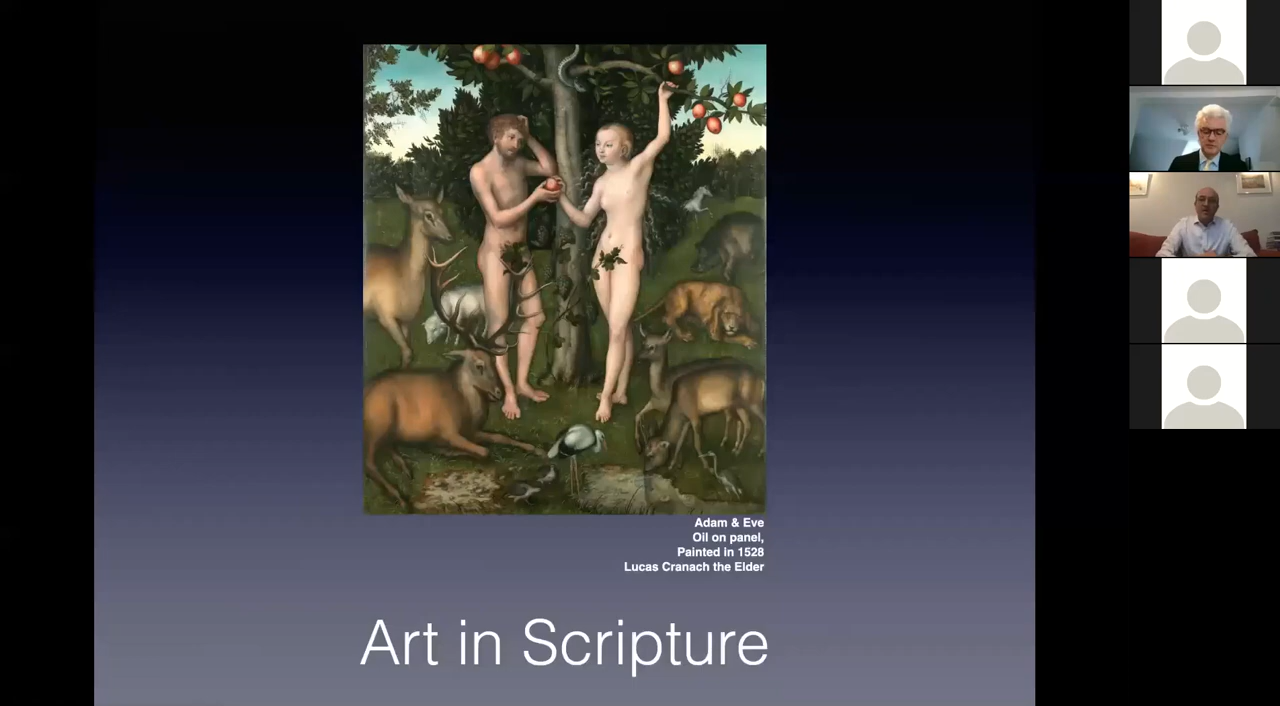 Adam & Eve
Oil on panel,
Painted in 1528
Lucas Cranach the Elder
Art in Scripture